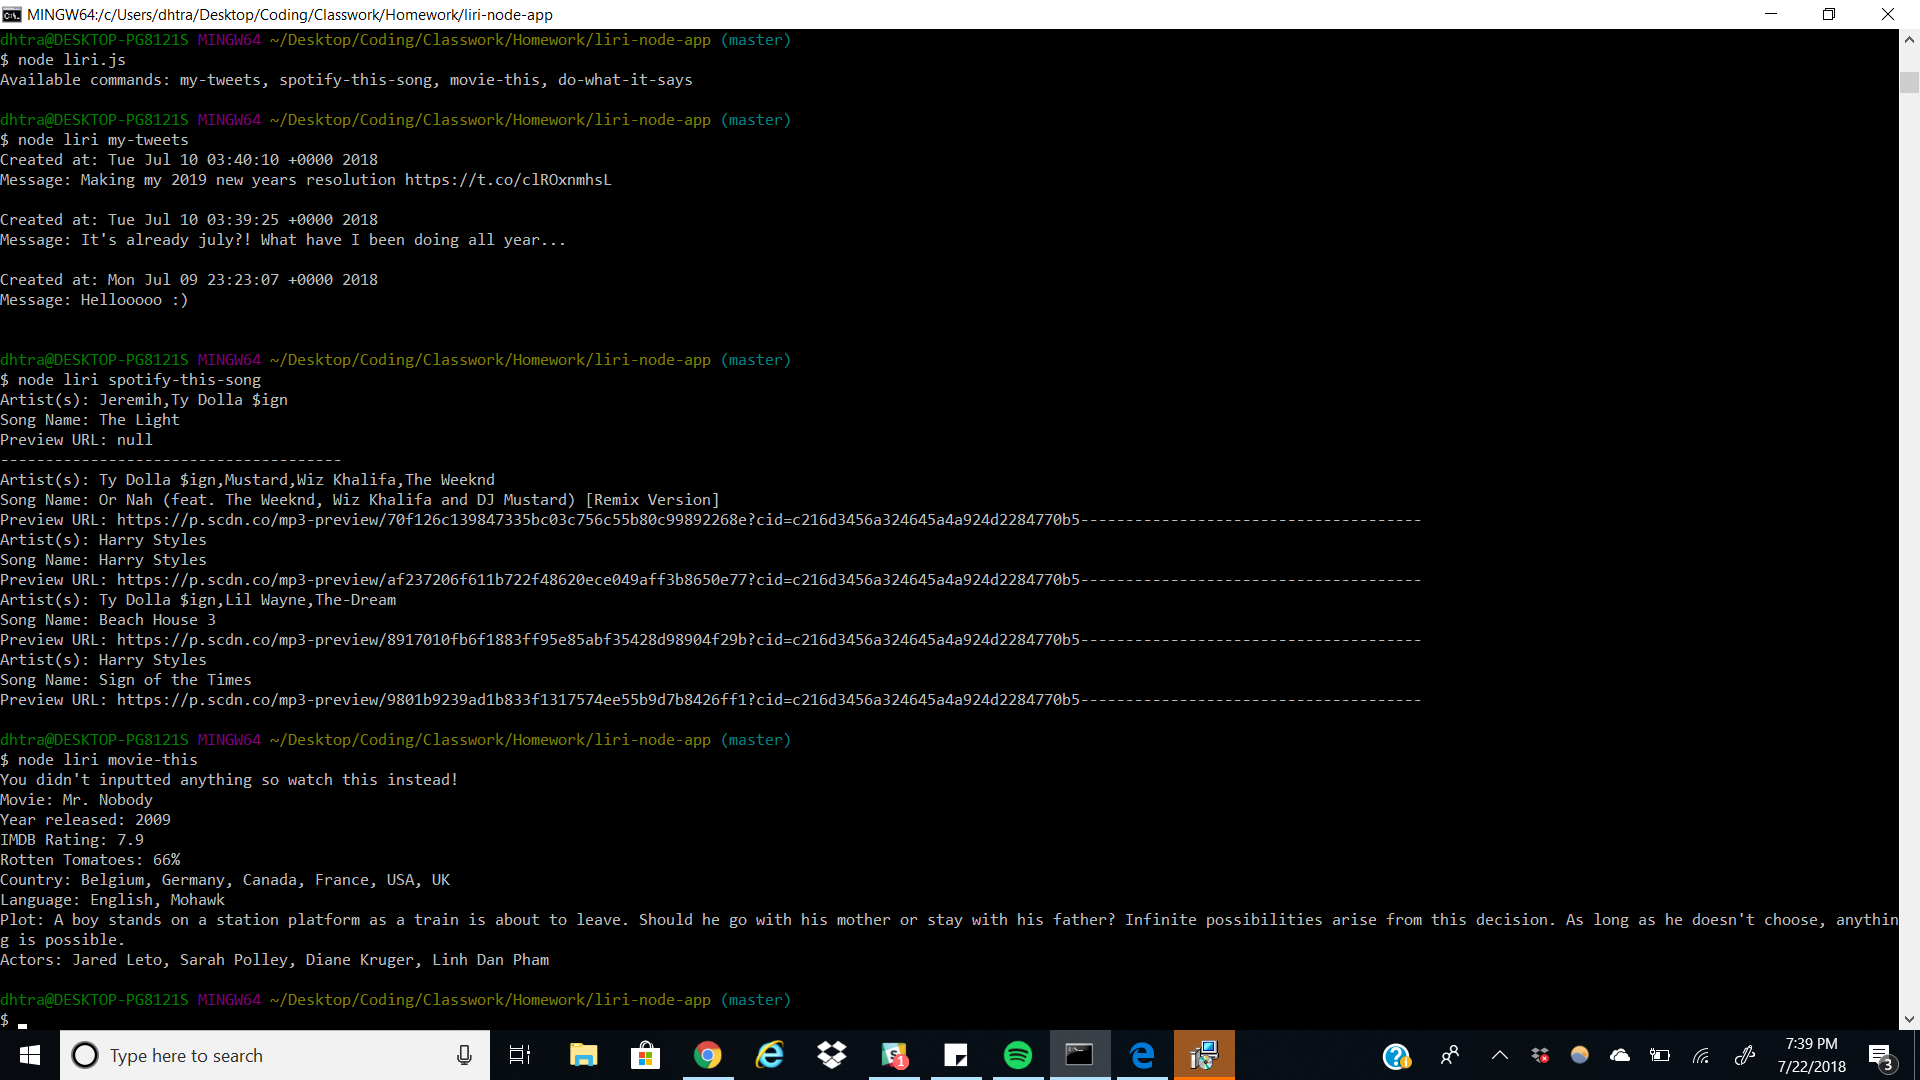 MINGW64:/c/Users/dhtra/Desktop/Coding/Classwork/Homework/liri-node-app
dhtra@DESKTOP-PG8121S MINGW64 ~/Desktop/Coding/Classwork/Homework/liri-node-app (master)
$ node liri.js
Available commands: my-tweets, spotify-this-song, movie-this, do-what-it-says
dhtra@DESKTOP-PG8121S MINGW64 ~/Desktop/Coding/Classwork/Homework/liri-node-app (master)
$ node liri my-tweets
Created at: Tue Jul 10 03:40:10 +0000 2018
Message: Making my 2019 new years resolution https://t.co/clROxnmhsL
Created at: Tue Jul 10 03:39:25 +0000 2018
Message: It's already july?! What have I been doing all year...
Created at: Mon Jul 09 23:23:07 +0000 2018
Message: Hellooooo :)
dhtra@DESKTOP-PG8121S MINGW64 ~/Desktop/Coding/Classwork/Homework/liri-node-app (master)
$ node liri spotify-this-song
Artist(s): Jeremih,Ty Dolla $ign
Song Name: The Light
Preview URL: null
--------------------------------------
Artist(s): Ty Dolla $ign,Mustard,Wiz Khalifa,The Weeknd
Song Name: Or Nah (feat. The Weeknd, Wiz Khalifa and DJ Mustard) [Remix Version]
Preview URL: https://p.scdn.co/mp3-preview/70f126c139847335bc03c756c55b80c99892268e?cid=c216d3456a324645a4a924d2284770b5--------------------------------------
Artist(s): Harry Styles
Song Name: Harry Styles
Preview URL: https://p.scdn.co/mp3-preview/af237206f611b722f48620ece049aff3b8650e77?cid=c216d3456a324645a4a924d2284770b5--------------------------------------
Artist(s): Ty Dolla $ign,Lil Wayne,The-Dream
Song Name: Beach House 3
Preview URL: https://p.scdn.co/mp3-preview/8917010fb6f1883ff95e85abf35428d98904f29b?cid=c216d3456a324645a4a924d2284770b5--------------------------------------
Artist(s): Harry Styles
Song Name: Sign of the Times
Preview URL: https://p.scdn.co/mp3-preview/9801b9239ad1b833f1317574ee55b9d7b8426ff1?cid=c216d3456a324645a4a924d2284770b5--------------------------------------
dhtra@DESKTOP-PG8121S MINGW64 ~/Desktop/Coding/Classwork/Homework/liri-node-app (master)
$ node liri movie-this
You didn't inputted anything so watch this instead!
Movie: Mr. Nobody
Year released: 2009
IMDB Rating: 7.9
Rotten Tomatoes: 66%
Country: Belgium, Germany, Canada, France, USA, UK
Language: English, Mohawk
Plot: A boy stands on a station platform as a train is about to leave. Should he go with his mother or stay with his father? Infinite possibilities arise from this decision. As long as he doesn't choose, anythin
g is possible.
Actors: Jared Leto, Sarah Polley, Diane Kruger, Linh Dan Pham
dhtra@DESKTOP-PG8121S MINGW64 ~/Desktop/Coding/Classwork/Homework/liri-node-app (master)
$
Type here to search
1
7:39 PM
7/22/2018
3